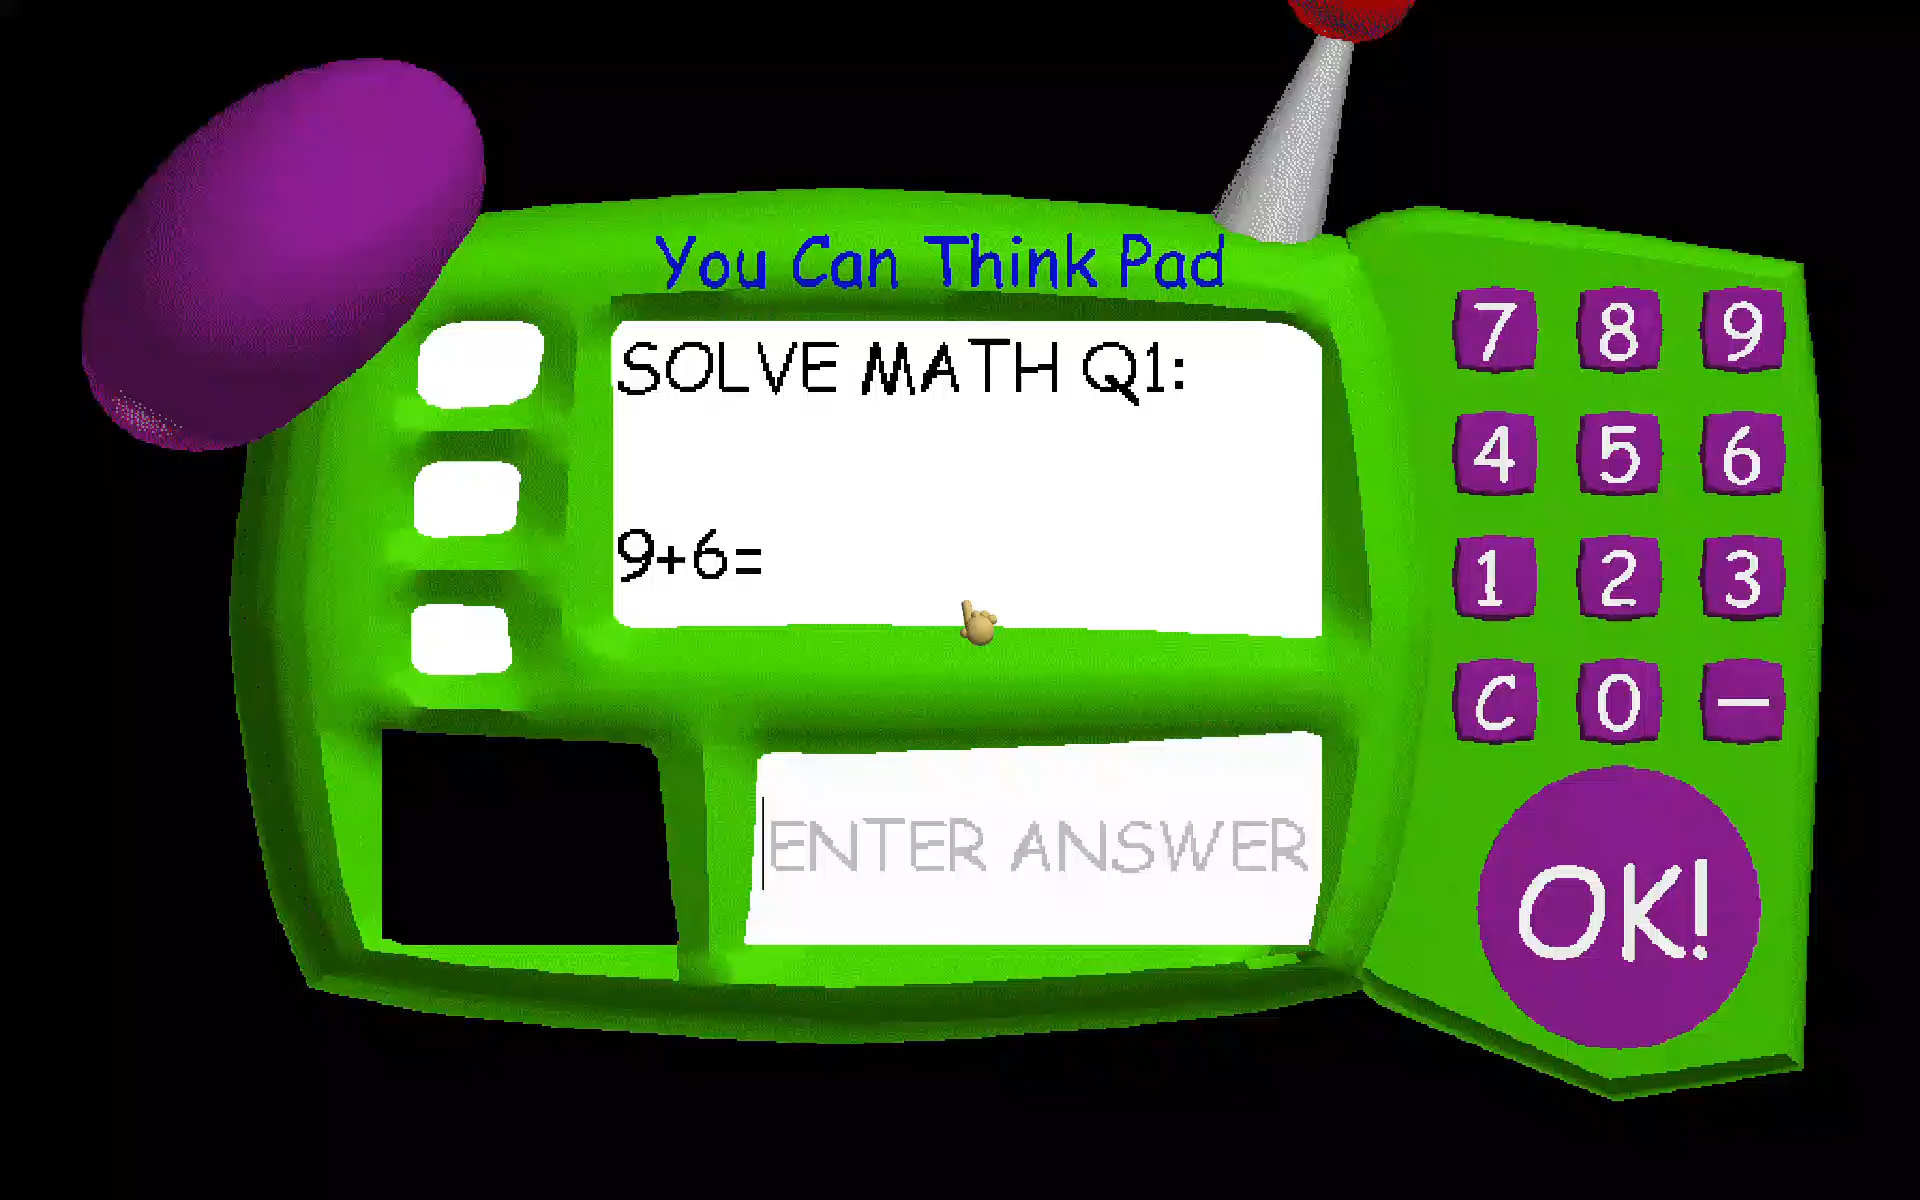 You Can Think Pad
SOLVE MATH Q1:
9+6=
ENTER ANSWER
7 8 9
4 5 6
1 2 3
C 0 –
OK!